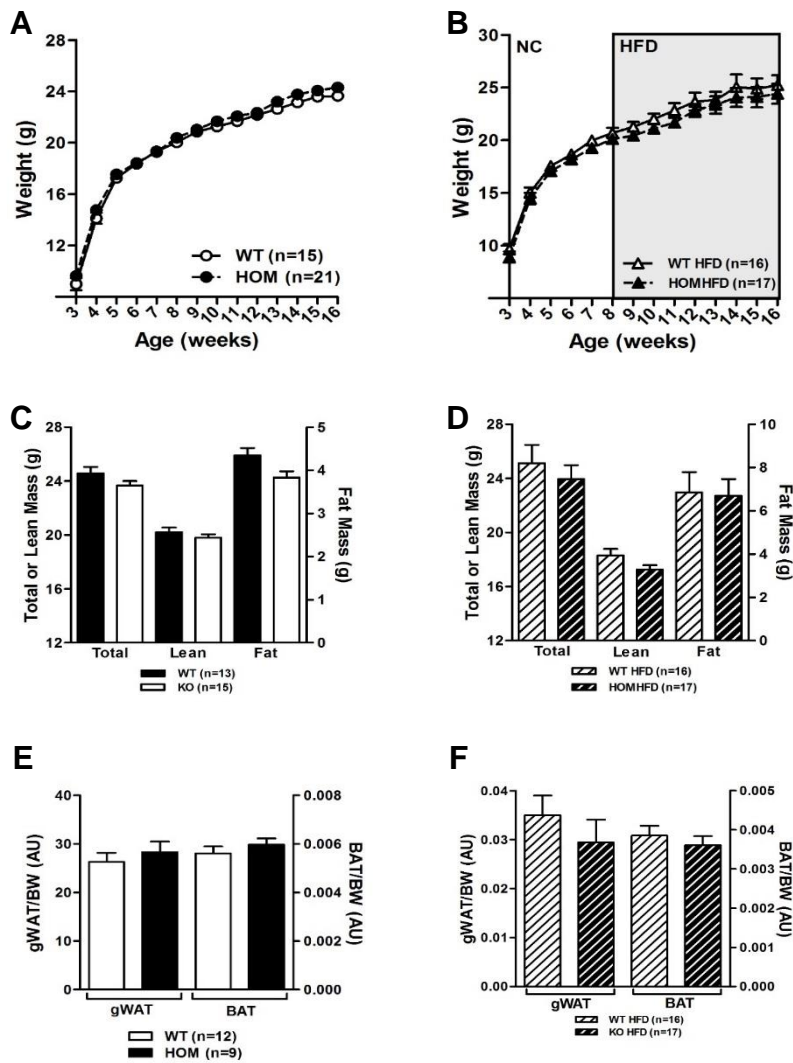 A
28
24
20
16
12
Weight (g)
WT (n=15)
HOM (n=21)
3 4 5 6 7 8 9 10 11 12 13 14 15 16
Age (weeks)
B
30
25
20
15
10
Weight (g)
NC
HFD
WT HFD (n=16)
HOMHFD (n=17)
3 4 5 6 7 8 9 10 11 12 13 14 15 16
Age (weeks)
C
28
24
20
16
12
Total or Lean Mass (g)
5
4
3
2
1
0
Fat Mass (g)
Total Lean Fat
WT (n=13)
KO (n=15)
D
28
24
20
16
12
Total or Lean Mass (g)
10
8
6
4
2
0
Fat Mass (g)
Total Lean Fat
WT HFD (n=16)
HOMHFD (n=17)
E
40
30
20
10
0
gWAT/BW (AU)
0.008
0.006
0.004
0.002
0.000
BAT/BW (AU)
gWAT BAT
WT (n=12)
HOM (n=9)
F
0.04
0.03
0.02
0.01
0.00
gWAT/BW (AU)
0.005
0.004
0.003
0.002
0.001
0.000
BAT/BW (AU)
gWAT BAT
WT HFD (n=16)
KO HFD (n=17)